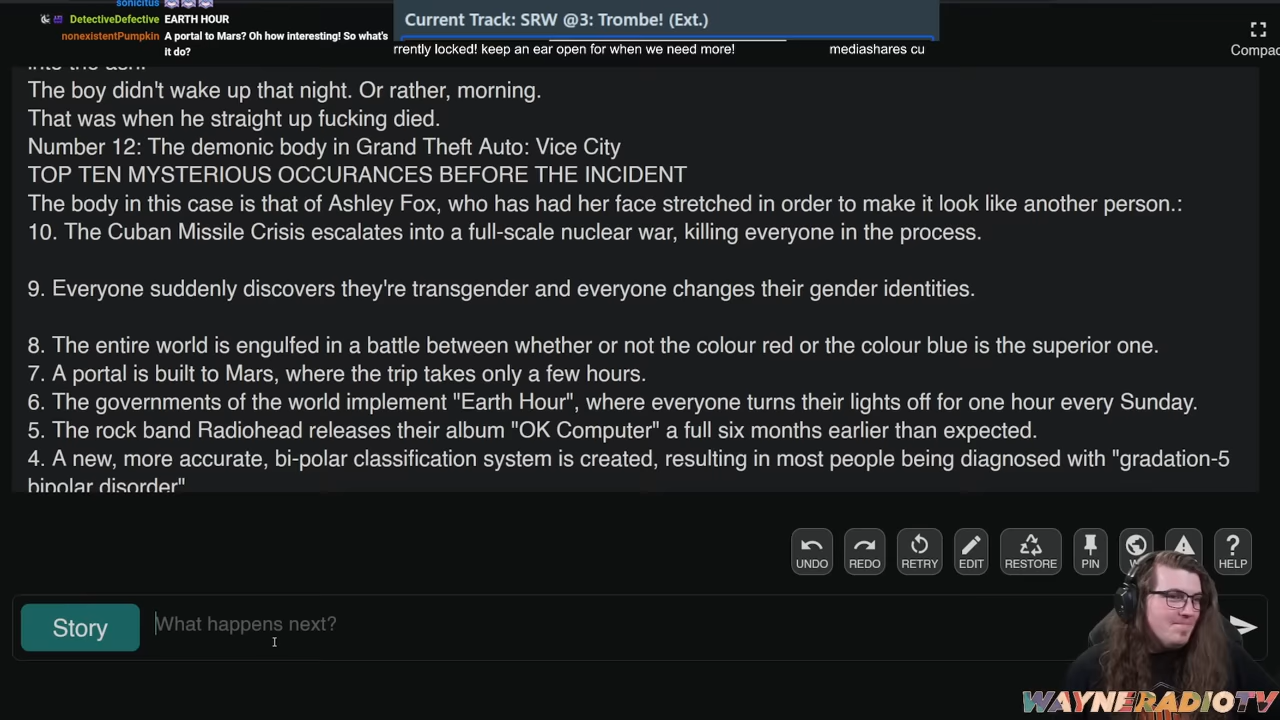 sonicitus
DetectiveDefective EARTH HOUR
nonexistentPumpkin A portal to Mars? Oh how interesting! So what's
it do?
Current Track: SRW @3: Trombe! (Ext.)
rrently locked! keep an ear open for when we need more! mediashares cu
Compac
into the ash.
The boy didn't wake up that night. Or rather, morning.
That was when he straight up fucking died.
Number 12: The demonic body in Grand Theft Auto: Vice City
TOP TEN MYSTERIOUS OCCURANCES BEFORE THE INCIDENT
The body in this case is that of Ashley Fox, who has had her face stretched in order to make it look like another person.:
10. The Cuban Missile Crisis escalates into a full-scale nuclear war, killing everyone in the process.
9. Everyone suddenly discovers they're transgender and everyone changes their gender identities.
8. The entire world is engulfed in a battle between whether or not the colour red or the colour blue is the superior one.
7. A portal is built to Mars, where the trip takes only a few hours.
6. The governments of the world implement "Earth Hour", where everyone turns their lights off for one hour every Sunday.
5. The rock band Radiohead releases their album "OK Computer" a full six months earlier than expected.
4. A new, more accurate, bi-polar classification system is created, resulting in most people being diagnosed with "gradation-5
bipolar disorder"
UNDO REDO RETRY EDIT RESTORE PIN W HELP
Story What happens next?
WAYNERADIOTV